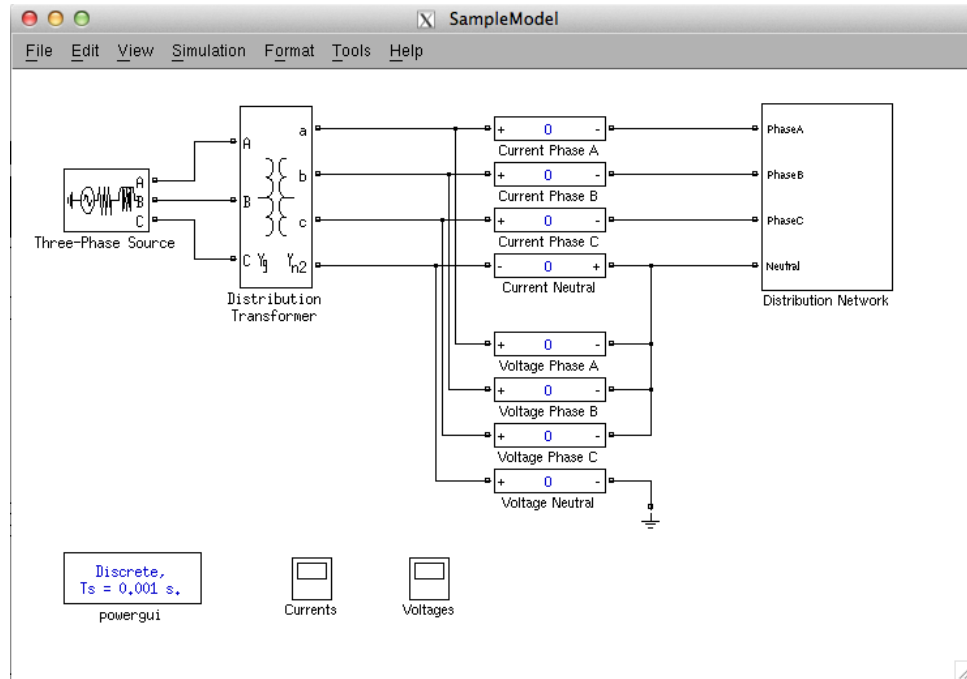 X SampleModel
File Edit View Simulation Format Tools Help
A
B
C
Three-Phase Source
A
B
C
a
b
c
Yg Yn2
Distribution
Transformer
+ 0 -
Current Phase A
+ 0 -
Current Phase B
+ 0 -
Current Phase C
- 0 +
Current Neutral
PhaseA
PhaseB
PhaseC
Neutral
Distribution Network
+ 0 -
Voltage Phase A
+ 0 -
Voltage Phase B
+ 0 -
Voltage Phase C
+ 0 -
Voltage Neutral
Discrete,
Ts = 0.001 s.
powergui
Currents
Voltages